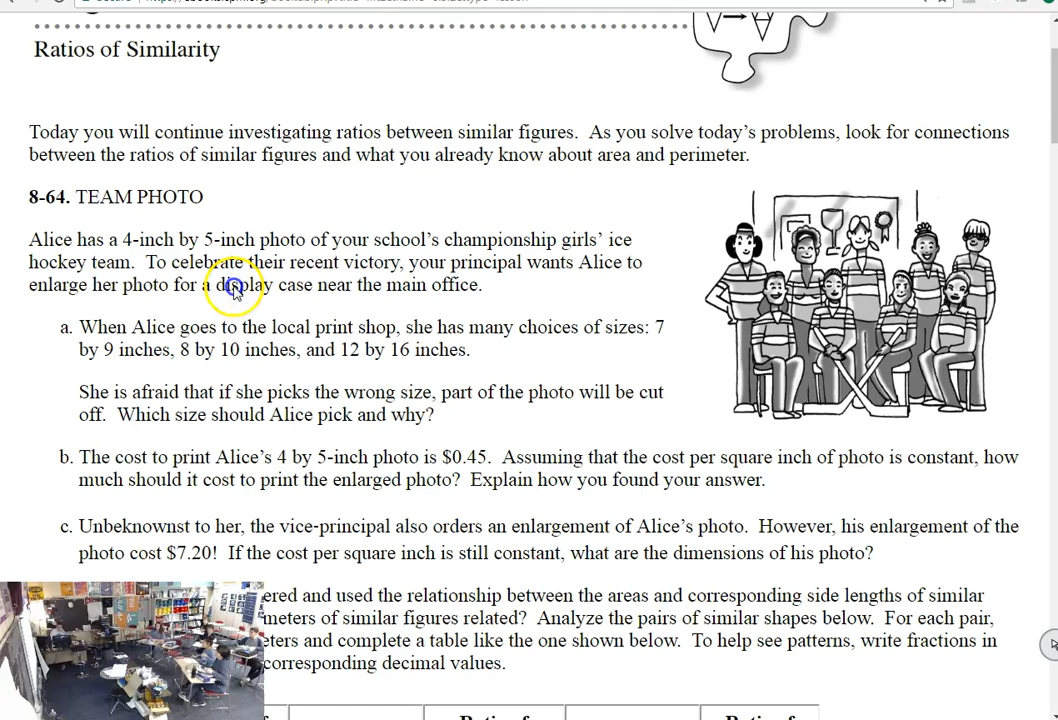 Ratios of Similarity
Today you will continue investigating ratios between similar figures. As you solve today's problems, look for connections
between the ratios of similar figures and what you already know about area and perimeter.
8-64. TEAM PHOTO
Alice has a 4-inch by 5-inch photo of your school's championship girls' ice
hockey team. To celebrate their recent victory, your principal wants Alice to
enlarge her photo for a display case near the main office.
a. When Alice goes to the local print shop, she has many choices of sizes: 7
by 9 inches, 8 by 10 inches, and 12 by 16 inches.
She is afraid that if she picks the wrong size, part of the photo will be cut
off. Which size should Alice pick and why?
b. The cost to print Alice's 4 by 5-inch photo is $0.45. Assuming that the cost per square inch of photo is constant, how
much should it cost to print the enlarged photo? Explain how you found your answer.
c. Unbeknownst to her, the vice-principal also orders an enlargement of Alice's photo. However, his enlargement of the
photo cost $7.20! If the cost per square inch is still constant, what are the dimensions of his photo?
ered and used the relationship between the areas and corresponding side lengths of similar
meters of similar figures related? Analyze the pairs of similar shapes below. For each pair,
eters and complete a table like the one shown below. To help see patterns, write fractions in
corresponding decimal values.